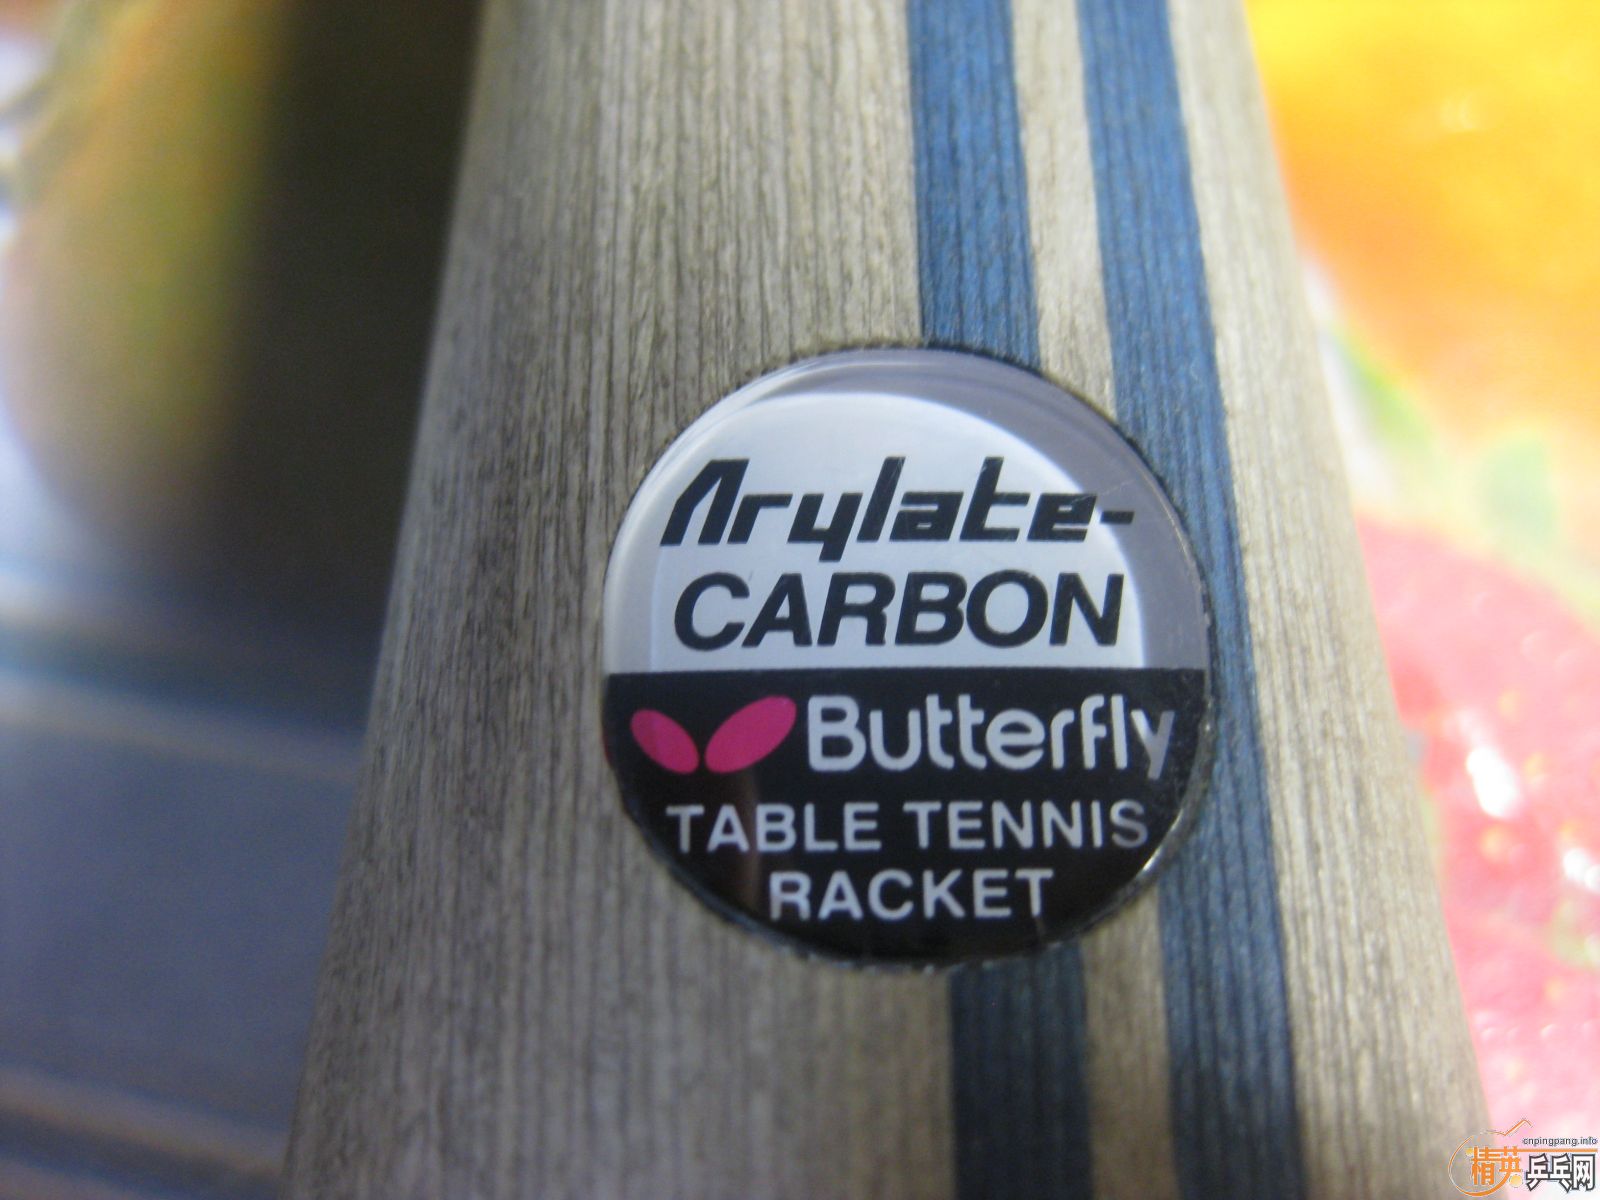 Arylate-
CARBON
Butterfly
TABLE TENNIS
RACKET
cnpingpang.info
精英乒乓网